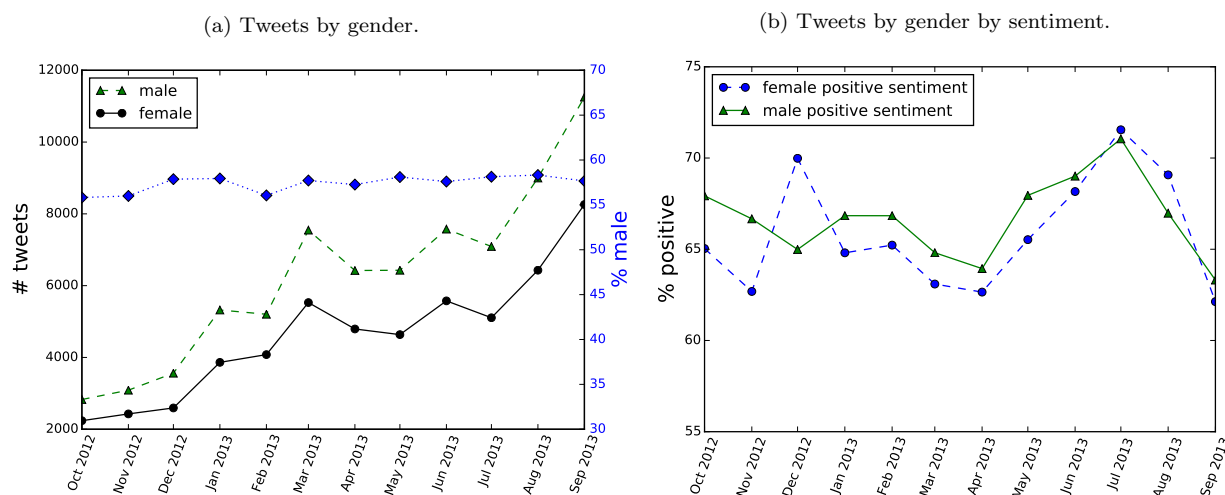 (a) Tweets by gender.
12000
10000
8000
6000
4000
2000
# tweets
male
female
70
65
60
55
50
45
40
35
30
% male
Oct 2012
Nov 2012
Dec 2012
Jan 2013
Feb 2013
Mar 2013
Apr 2013
May 2013
Jun 2013
Jul 2013
Aug 2013
Sep 2013
(b) Tweets by gender by sentiment.
75
70
65
60
55
% positive
female positive sentiment
male positive sentiment
Oct 2012
Nov 2012
Dec 2012
Jan 2013
Feb 2013
Mar 2013
Apr 2013
May 2013
Jun 2013
Jul 2013
Aug 2013
Sep 2013